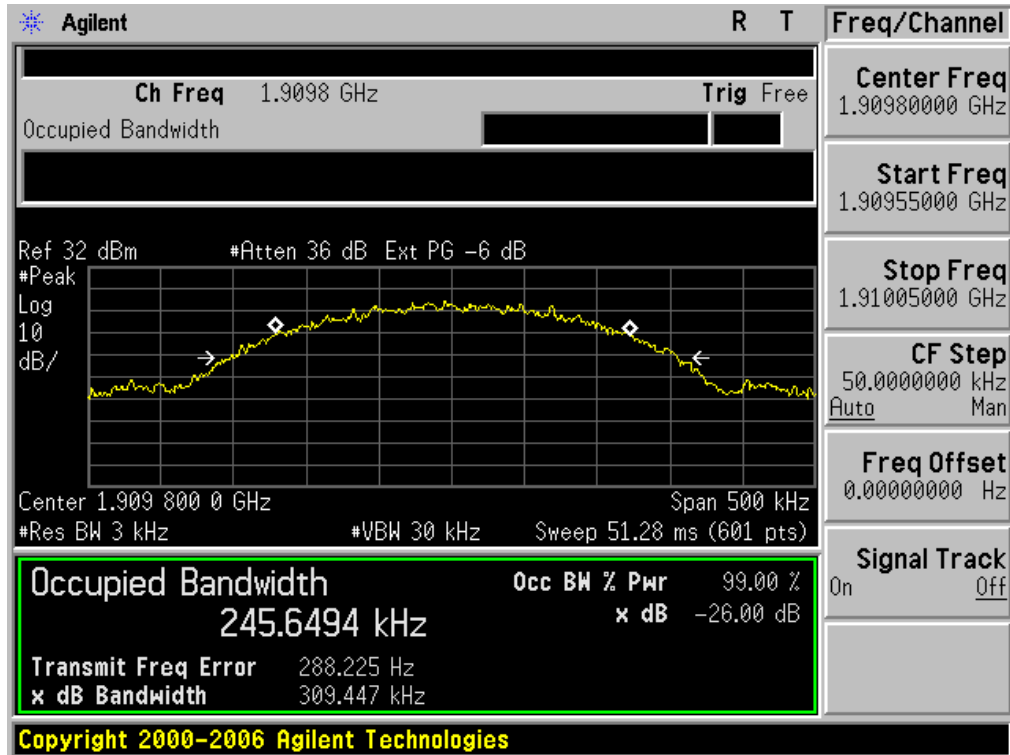 Agilent R T
Ch Freq 1.9098 GHz Trig Free
Occupied Bandwidth
Ref 32 dBm #Atten 36 dB Ext PG -6 dB
#Peak
Log
10
dB/
Center 1.909 800 0 GHz Span 500 kHz
#Res BW 3 kHz #VBW 30 kHz Sweep 51.28 ms (601 pts)
Occupied Bandwidth Occ BW % Pwr 99.00 %
245.6494 kHz x dB -26.00 dB
Transmit Freq Error 288.225 Hz
x dB Bandwidth 309.447 kHz
Copyright 2000-2006 Agilent Technologies
Freq/Channel
Center Freq
1.90980000 GHz
Start Freq
1.90955000 GHz
Stop Freq
1.91005000 GHz
CF Step
50.0000000 kHz
Auto Man
Freq Offset
0.00000000 Hz
Signal Track
On Off